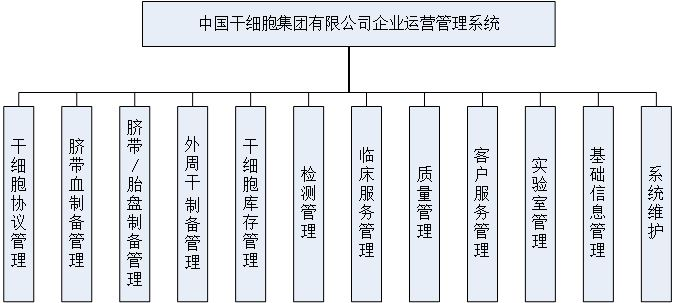 中国干细胞集团有限公司企业运营管理系统
干细胞协议管理
脐带血制备管理
脐带/胎盘制备管理
外周干 制备管理
干细胞库存管理
检测管理
临床服务管理
质量管理
客户服务管理
实验室管理
基础信息管理
系统维护